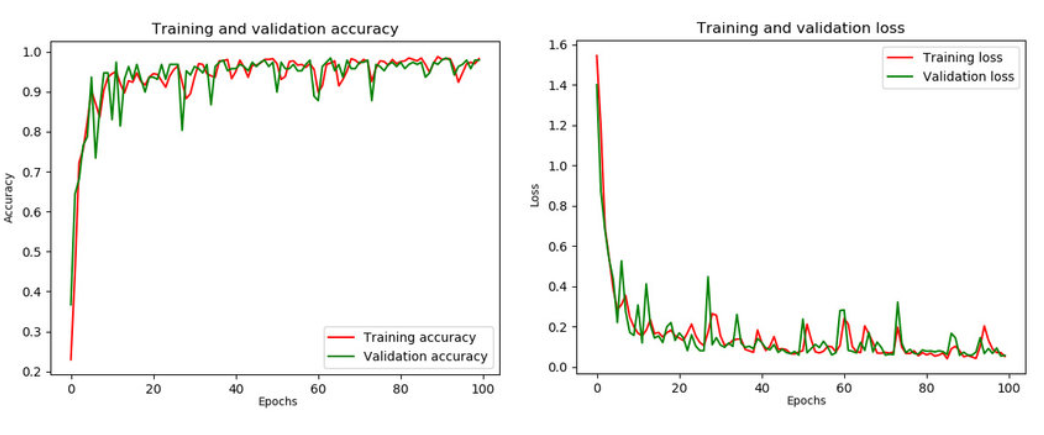 Training and validation accuracy
1.0
0.9
0.8
0.7
0.6
0.5
0.4
0.3
0.2
Accuracy
0 20 40 60 80 100
Epochs
Training accuracy
Validation accuracy
Training and validation loss
1.6
1.4
1.2
1.0
0.8
0.6
0.4
0.2
0.0
Loss
0 20 40 60 80 100
Epochs
Training loss
Validation loss